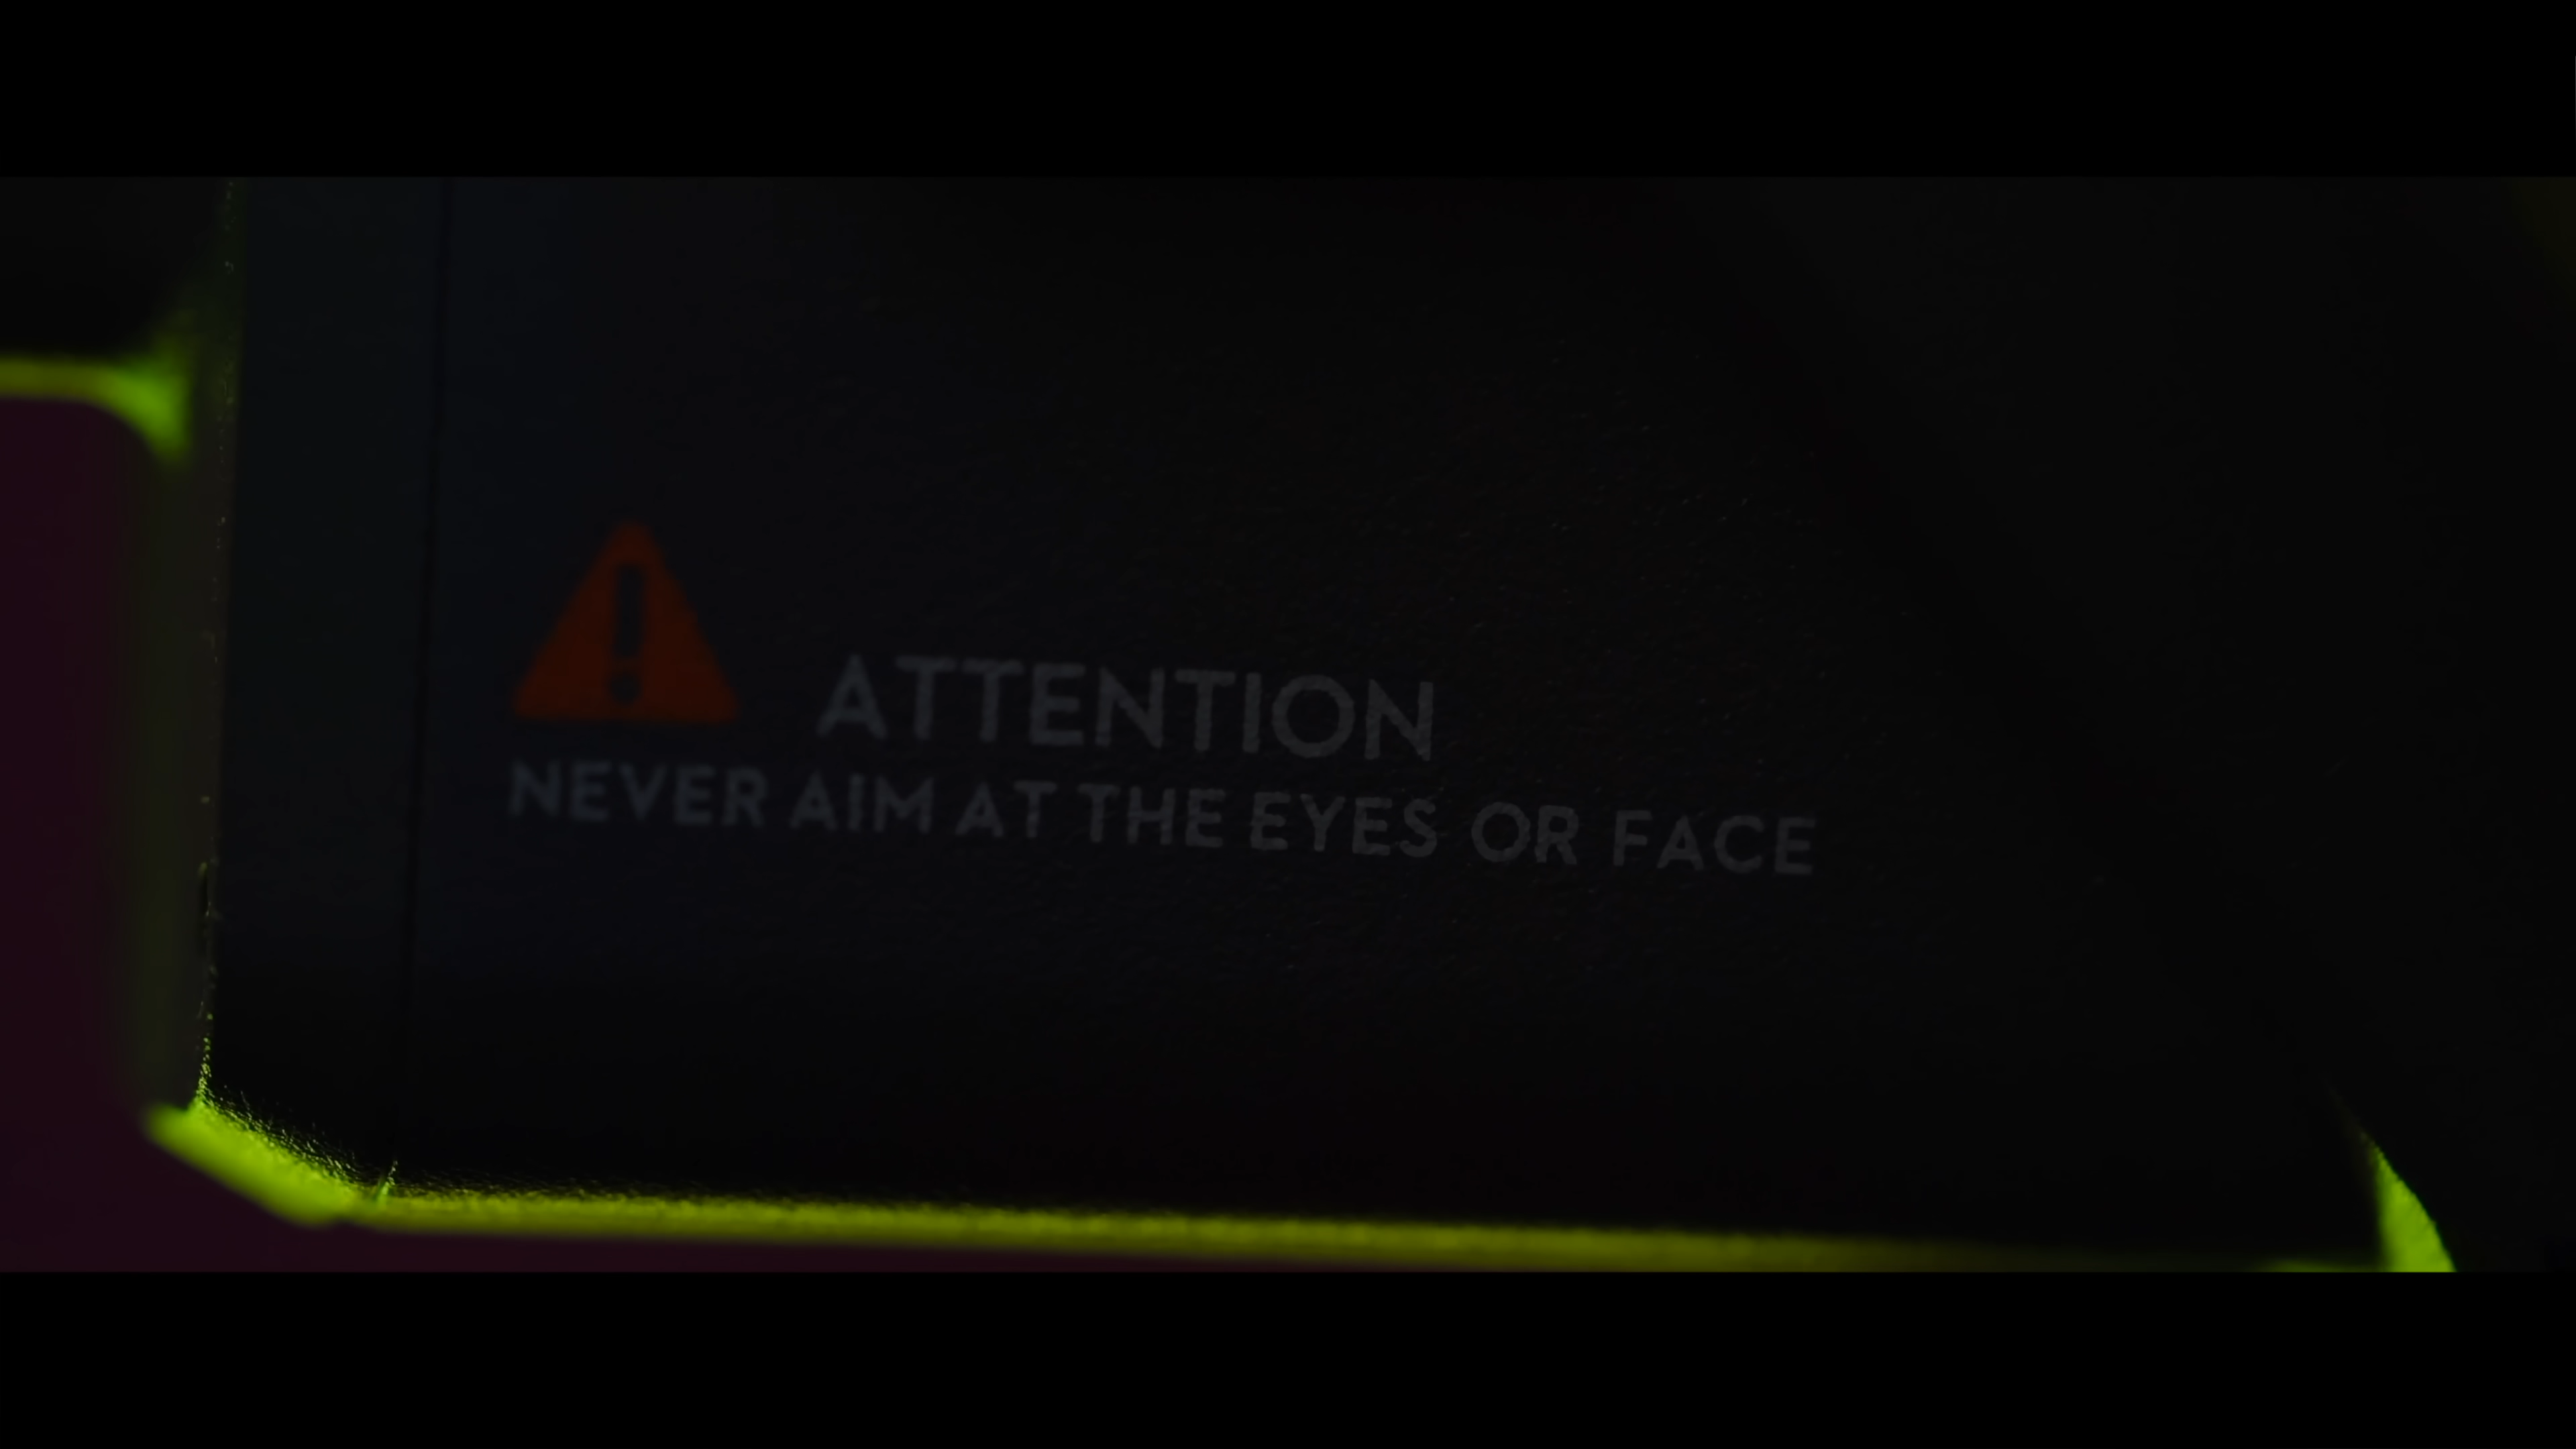 ATTENTION
NEVER AIM AT THE EYES OR FACE